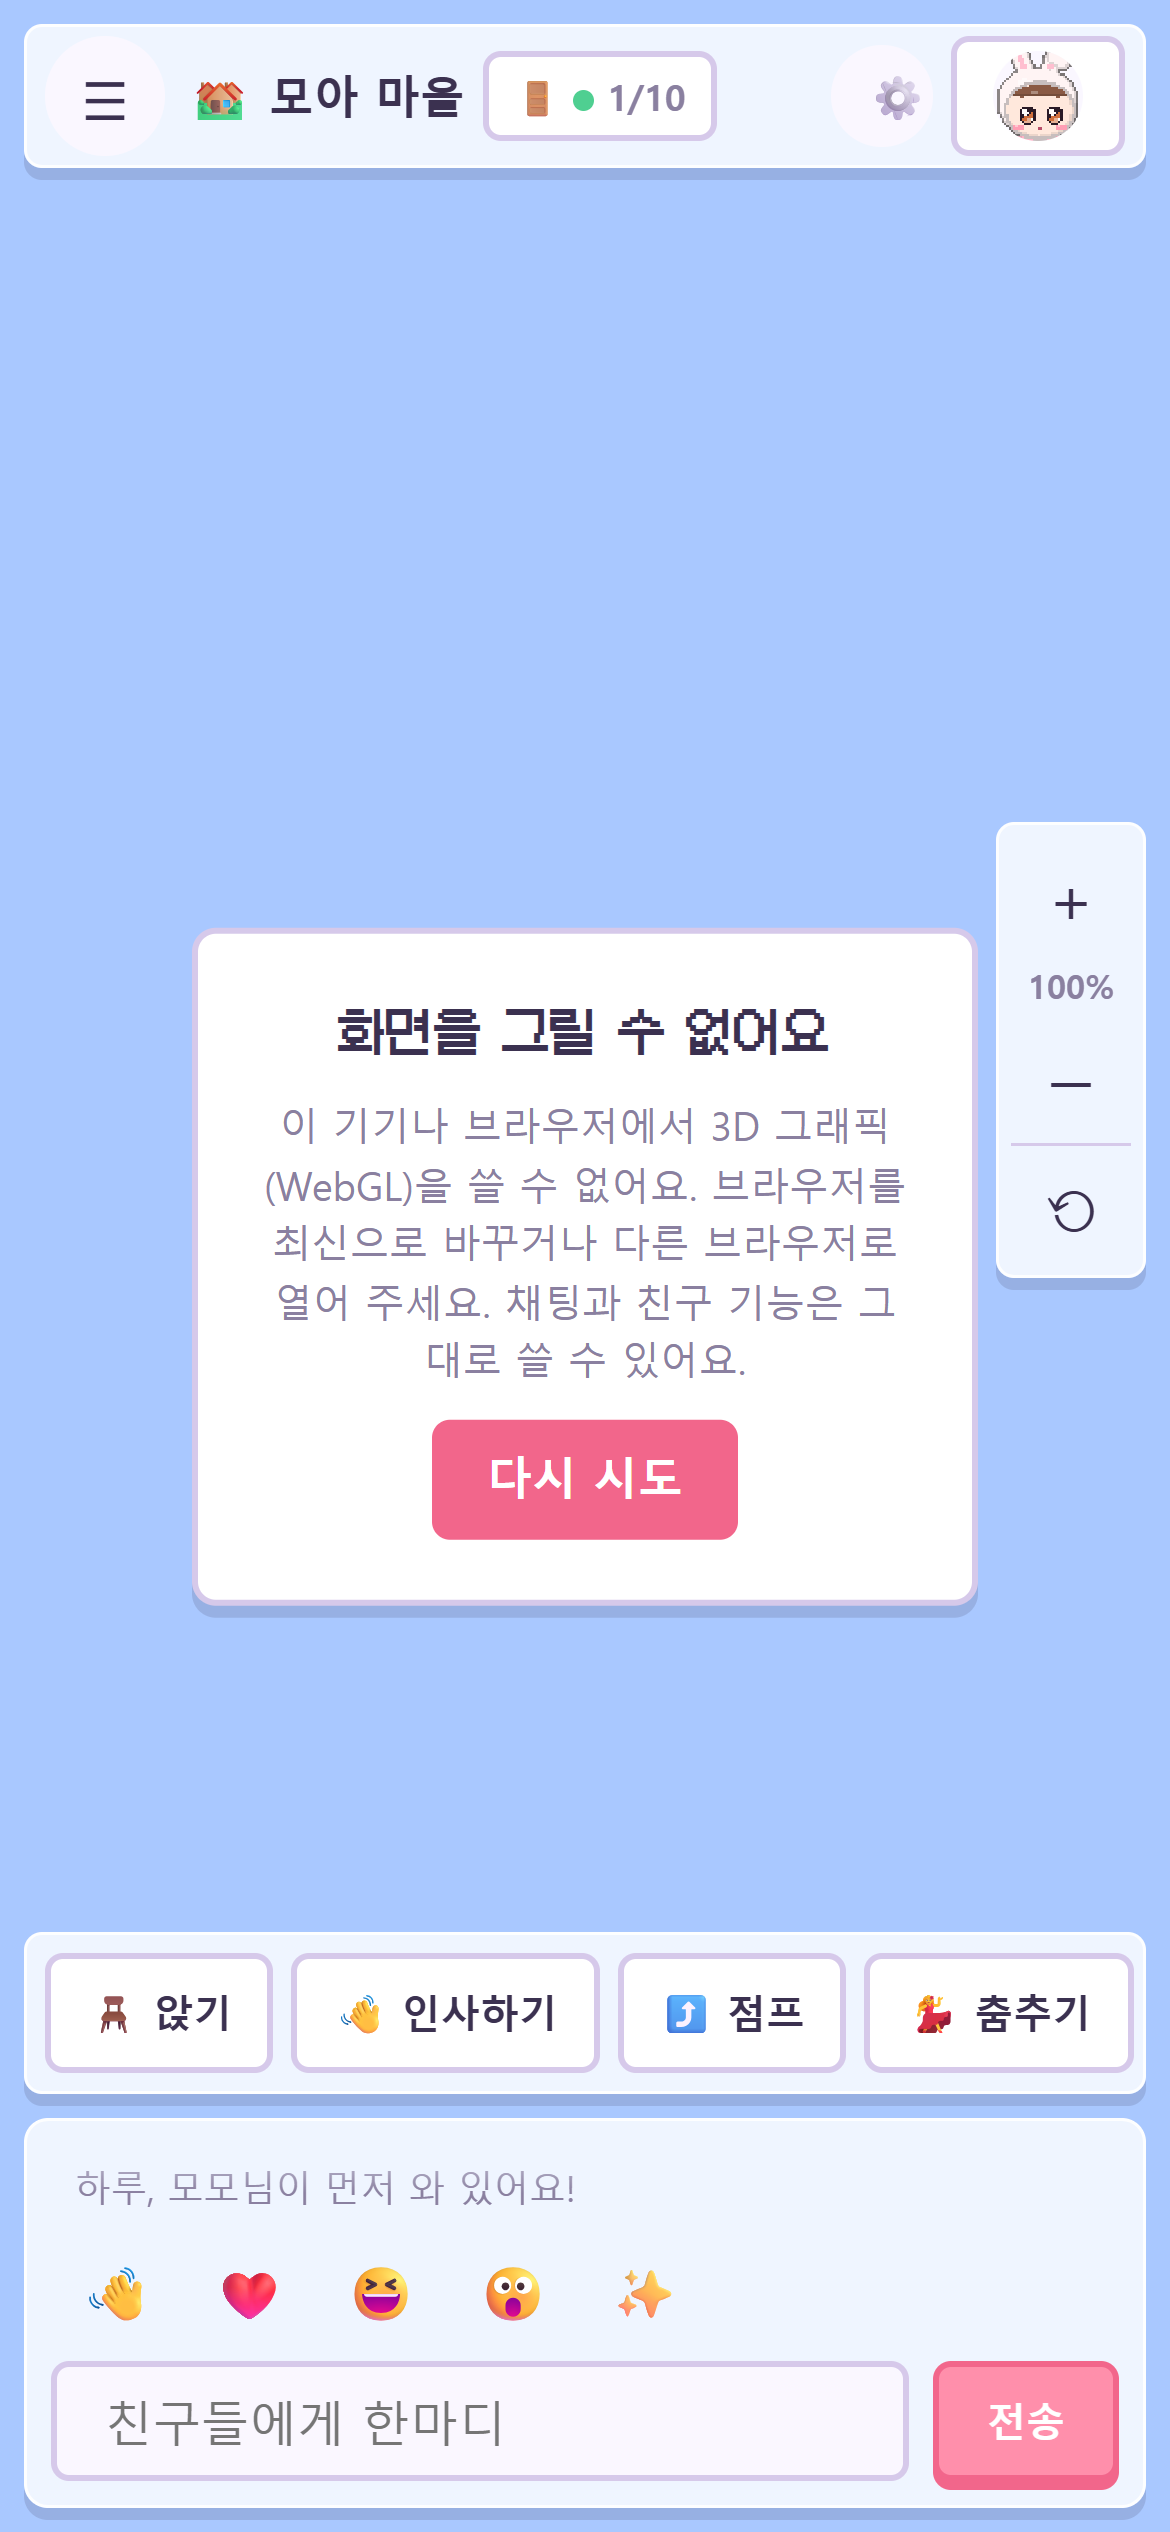 ☰ 🏘️ 모아 마을 🚪 1/10 ⚙️
+
100%
−
화면을 그릴 수 없어요
이 기기나 브라우저에서 3D 그래픽
(WebGL)을 쓸 수 없어요. 브라우저를
최신으로 바꾸거나 다른 브라우저로
열어 주세요. 채팅과 친구 기능은 그
대로 쓸 수 있어요.
다시 시도
앉기 인사하기 점프 춤추기
하루, 모모님이 먼저 와 있어요!
친구들에게 한마디 전송